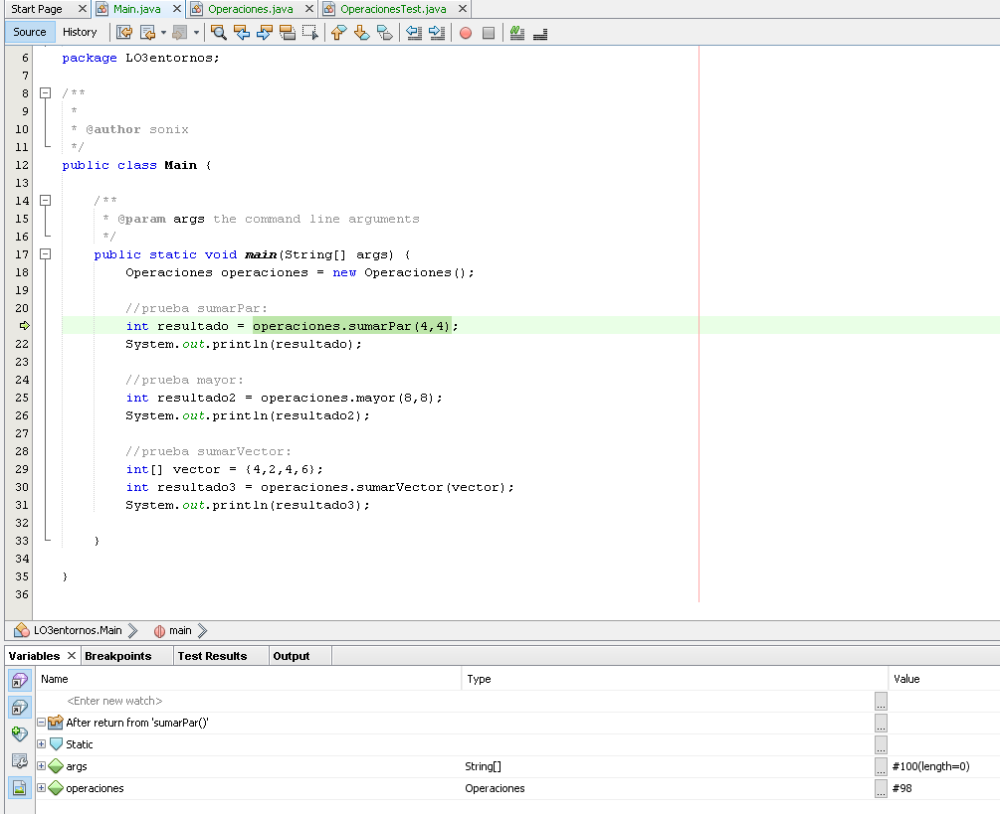 Start Page Main.java Operaciones.java OperacionesTest.java
Source History
6 package LO3entornos;
7
8 /**
9 *
10 * @author sonix
11 */
12 public class Main {
13
14 /**
15 * @param args the command line arguments
16 */
17 public static void main(String[] args) {
18 Operaciones operaciones = new Operaciones();
19
20 //prueba sumarPar:
int resultado = operaciones.sumarPar(4,4);
22 System.out.println(resultado);
23
24 //prueba mayor:
25 int resultado2 = operaciones.mayor(8,8);
26 System.out.println(resultado2);
27
28 //prueba sumarVector:
29 int[] vector = {4,2,4,6};
30 int resultado3 = operaciones.sumarVector(vector);
31 System.out.println(resultado3);
32
33 }
34
35 }
36
LO3entornos.Main main
Variables Breakpoints Test Results Output
Name Type Value
<Enter new watch> ...
After return from 'sumarPar()' ...
Static ...
args String[] ... #100(length=0)
operaciones Operaciones ... #98